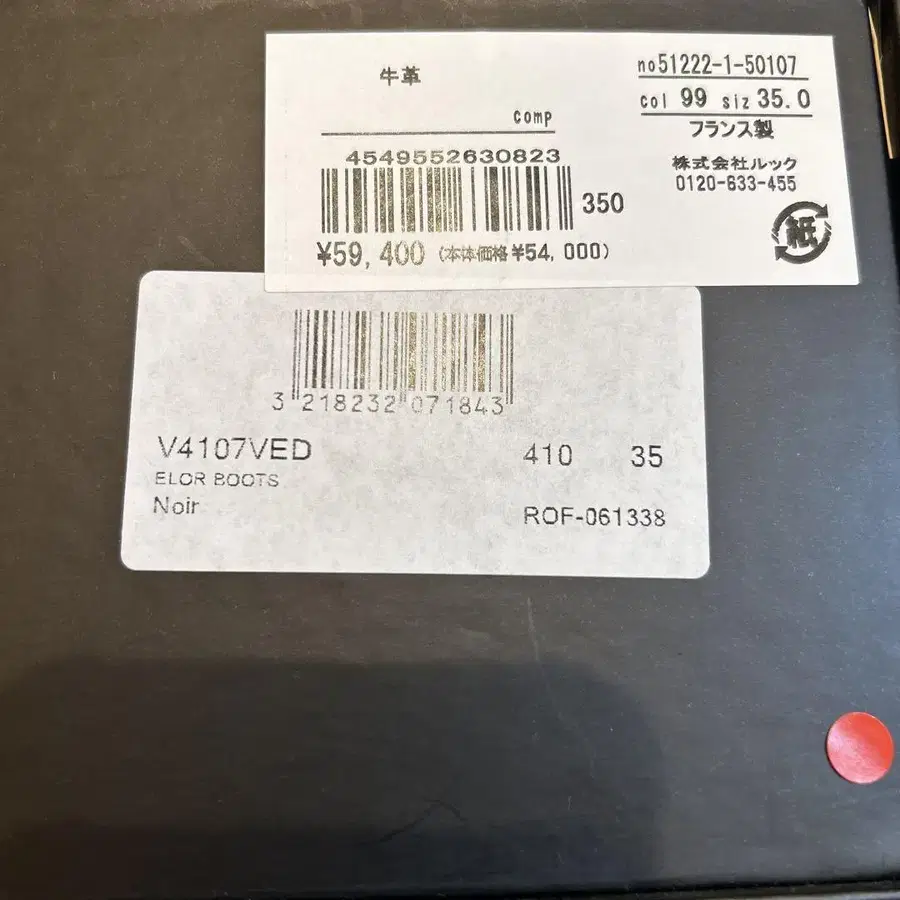 牛革
comp
4549552630823
350
¥59,400 (本体価格¥54,000)
no51222-1-50107
col 99 siz 35.0
フランス製
株式会社ルック
0120-633-455
紙
3 218232 071843
V4107VED
410 35
ELOR BOOTS
Noir
ROF-061338